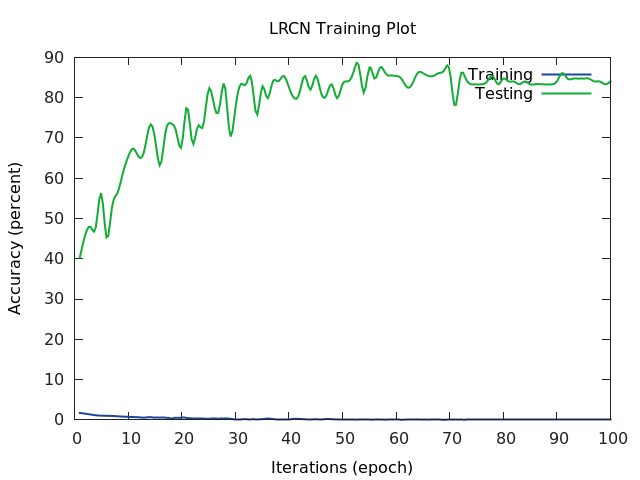 LRCN Training Plot
90
80
70
60
50
40
30
20
10
0
0 10 20 30 40 50 60 70 80 90 100
Accuracy (percent)
Iterations (epoch)
Training
Testing